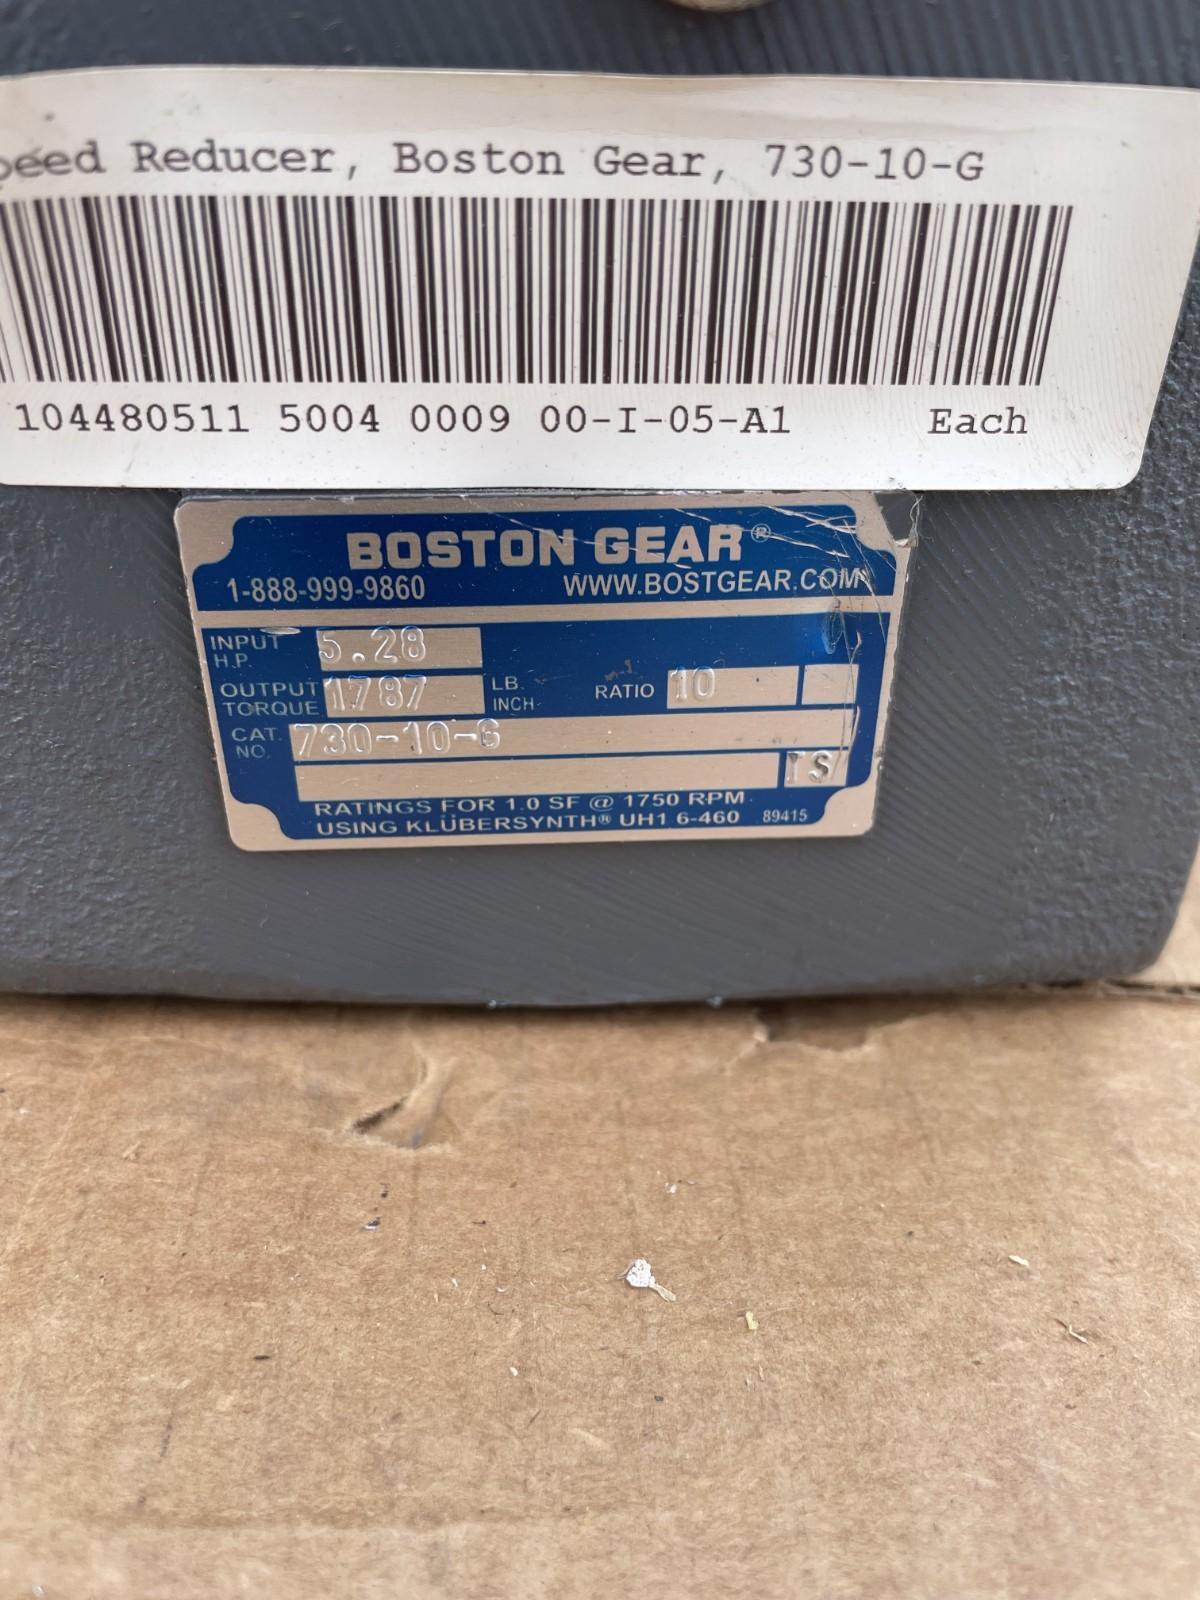 peed Reducer, Boston Gear, 730-10-G
104480511 5004 0009 00-I-05-A1 Each
BOSTON GEAR®
1-888-999-9860 WWW.BOSTGEAR.COM
INPUT H.P. 5.28
OUTPUT TORQUE 1787 LB. INCH RATIO 10
CAT. NO. 730-10-G
TS
RATINGS FOR 1.0 SF @ 1750 RPM
USING KLÜBERSYNTH® UH1 6-460 89415